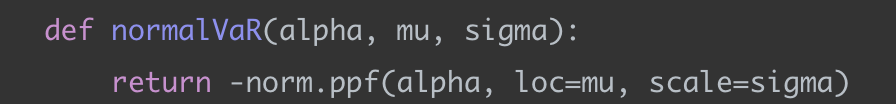 def normalVaR(alpha, mu, sigma):
    return -norm.ppf(alpha, loc=mu, scale=sigma)